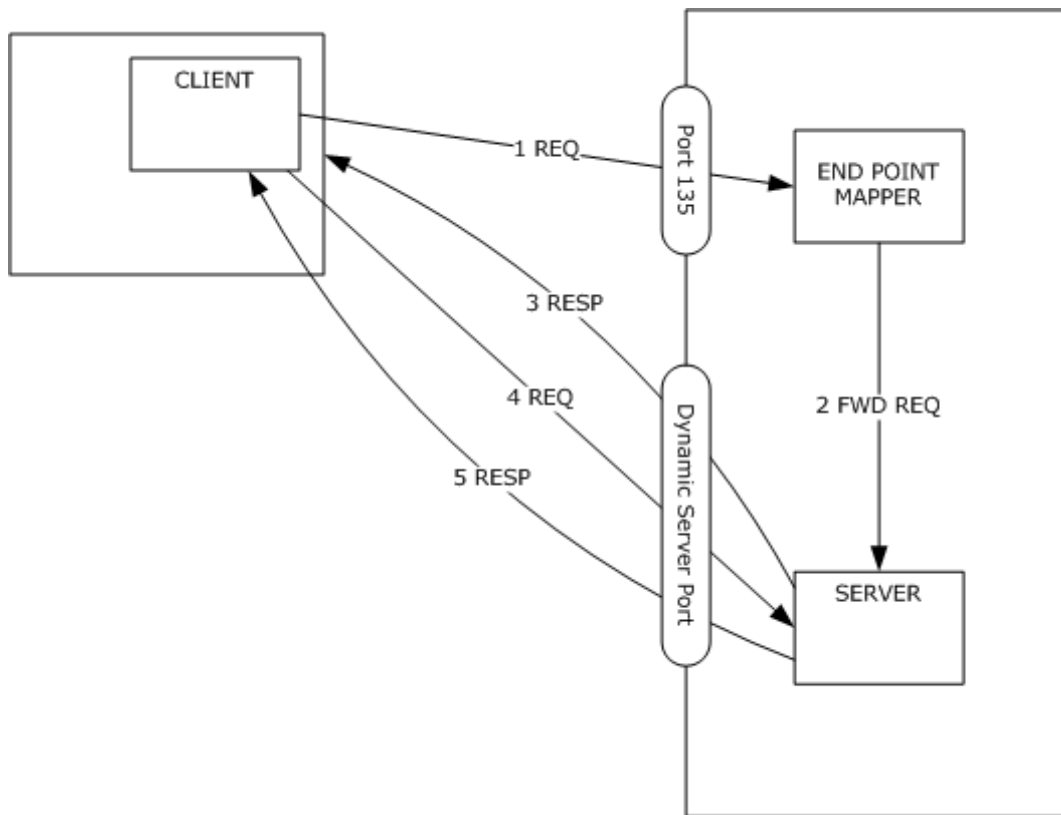 CLIENT
1 REQ
Port 135
END POINT
MAPPER
3 RESP
4 REQ
2 FWD REQ
5 RESP
Dynamic Server Port
SERVER